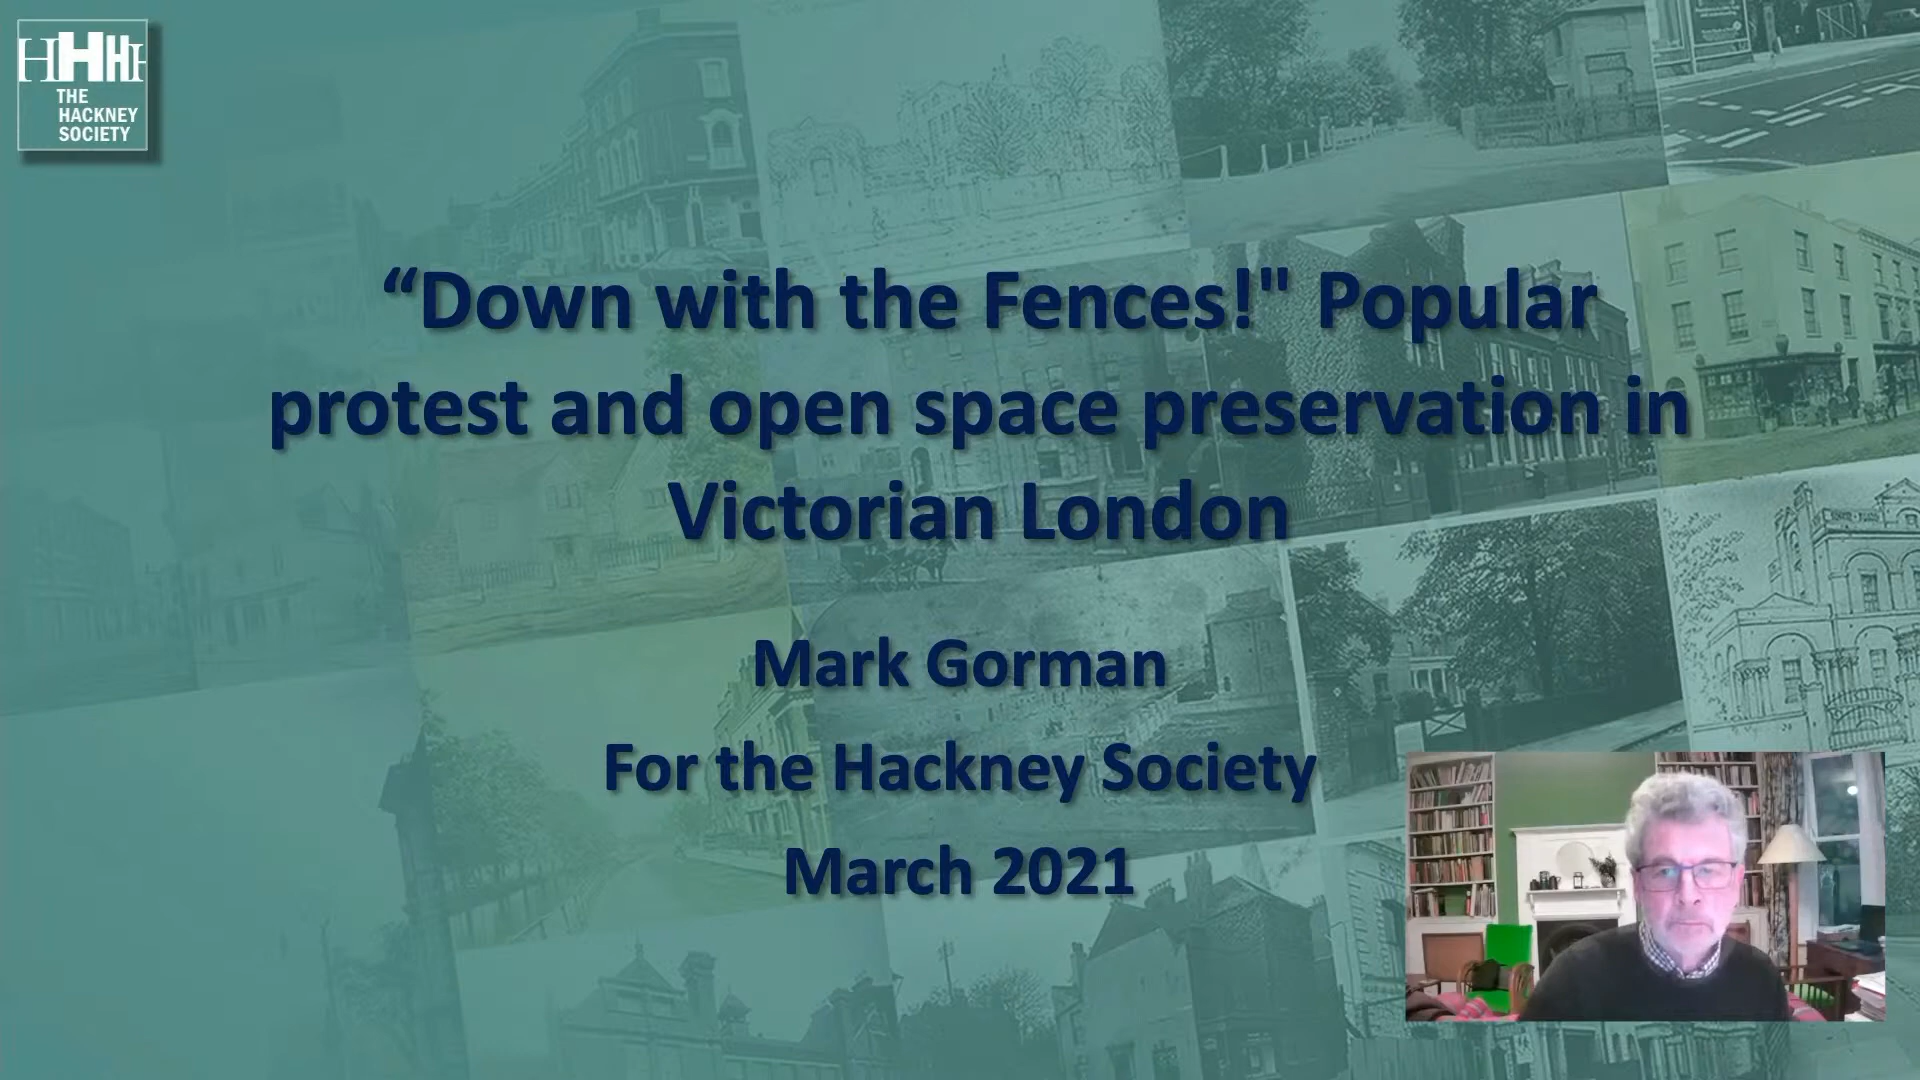 HHHH
THE
HACKNEY
SOCIETY
“Down with the Fences!" Popular
protest and open space preservation in
Victorian London
Mark Gorman
For the Hackney Society
March 2021